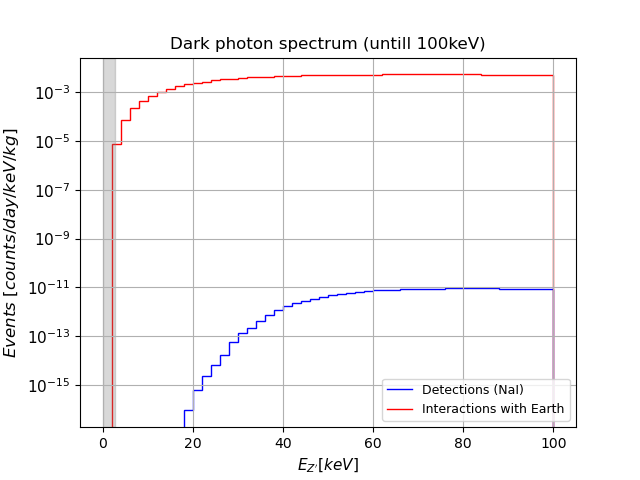 Dark photon spectrum (untill 100keV)
Events [counts/day/keV/kg]
10⁻³
10⁻⁵
10⁻⁷
10⁻⁹
10⁻¹¹
10⁻¹³
10⁻¹⁵
Detections (NaI)
Interactions with Earth
0 20 40 60 80 100
E_{Z'}[keV]